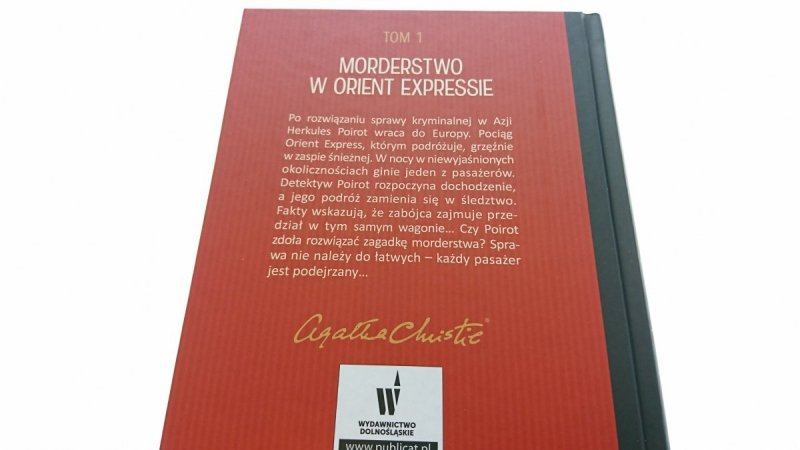 TOM 1
MORDERSTWO
W ORIENT EXPRESSIE
Po rozwiązaniu sprawy kryminalnej w Azji
Herkules Poirot wraca do Europy. Pociąg
Orient Express, którym podróżuje, grzęźnie
w zaspie śnieżnej. W nocy w niewyjaśnionych
okolicznościach ginie jeden z pasażerów.
Detektyw Poirot rozpoczyna dochodzenie,
a jego podróż zamienia się w śledztwo.
Fakty wskazują, że zabójca zajmuje prze-
dział w tym samym wagonie... Czy Poirot
zdoła rozwiązać zagadkę morderstwa? Spra-
wa nie należy do łatwych – każdy pasażer
jest podejrzany...
Agatha Christie®
WYDAWNICTWO
DOLNOŚLĄSKIE
www.publicat.pl